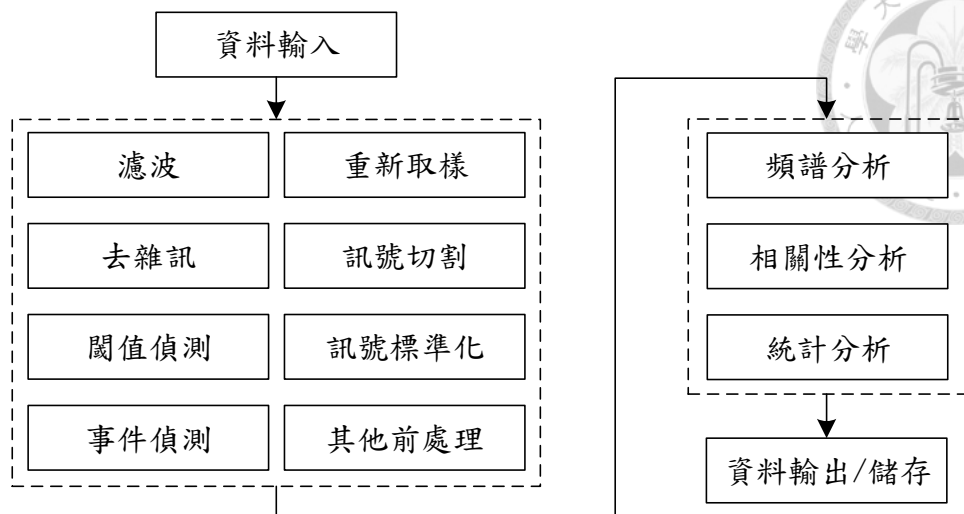 資料輸入
濾波
重新取樣
去雜訊
訊號切割
閾值偵測
訊號標準化
事件偵測
其他前處理
頻譜分析
相關性分析
統計分析
資料輸出/儲存